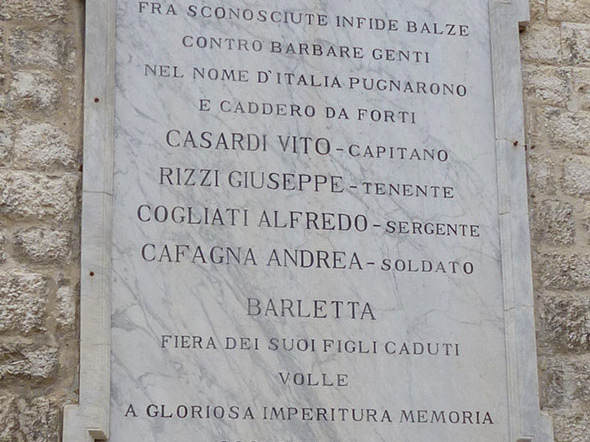 FRA SCONOSCIUTE INFIDE BALZE
CONTRO BARBARE GENTI
NEL NOME D'ITALIA PUGNARONO
E CADDERO DA FORTI
CASARDI VITO - CAPITANO
RIZZI GIUSEPPE - TENENTE
COGLIATI ALFREDO - SERGENTE
CAFAGNA ANDREA - SOLDATO
BARLETTA
FIERA DEI SUOI FIGLI CADUTI
VOLLE
A GLORIOSA IMPERITURA MEMORIA